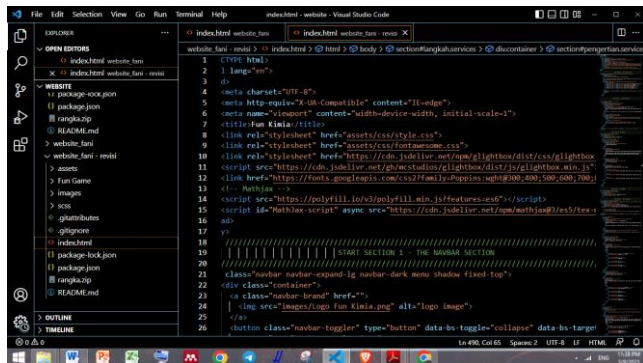 File Edit Selection View Go Run Terminal Help
index.html - website - Visual Studio Code
EXPLORER
OPEN EDITORS
index.html website_fani
index.html website_fani - revisi
WEBSITE
package-lock.json
package.json
rangka.zip
README.md
website_fani
website_fani - revisi
assets
Fun Game
images
scss
.gitattributes
.gitignore
index.html
package-lock.json
package.json
rangka.zip
README.md
OUTLINE
TIMELINE
index.html website_fani
index.html website_fani - revisi
website_fani - revisi > index.html > html > body > section#langkah.services > div.container > section#pengertian.service
1 CTYPE html>
2 l lang="en">
3 d>
4 <meta charset="UTF-8">
5 <meta http-equiv="X-UA-Compatible" content="IE=edge">
6 <meta name="viewport" content="width=device-width, initial-scale=1">
7 <title>Fun Kimia</title>
8 <link rel="stylesheet" href="assets/css/style.css">
9 <link rel="stylesheet" href="assets/css/fontawesome.css">
10 <link rel="stylesheet" href="https://cdn.jsdelivr.net/npm/glightbox/dist/css/glightbox
11 <script src="https://cdn.jsdelivr.net/gh/mcstudios/glightbox/dist/js/glightbox.min.js"
12 <link href="https://fonts.googleapis.com/css2?family=Poppins:wght@300;400;500;600;700;
13 <!-- Mathjax -->
14 <script src="https://polyfill.io/v3/polyfill.min.js?features=es6"></script>
15 <script id="MathJax-script" async src="https://cdn.jsdelivr.net/npm/mathjax@3/es5/tex-
16 ad>
17 y>
18
19 START SECTION 1 - THE NAVBAR SECTION
20
21 class="navbar navbar-expand-lg navbar-dark menu shadow fixed-top">
22 <div class="container">
23 <a class="navbar-brand" href="">
24 <img src="images/Logo Fun Kimia.png" alt="logo image">
25 </a>
26 <button class="navbar-toggler" type="button" data-bs-toggle="collapse" data-bs-target
0 0
Ln 490, Col 65 Spaces: 2 UTF-8 LF HTML
ENG